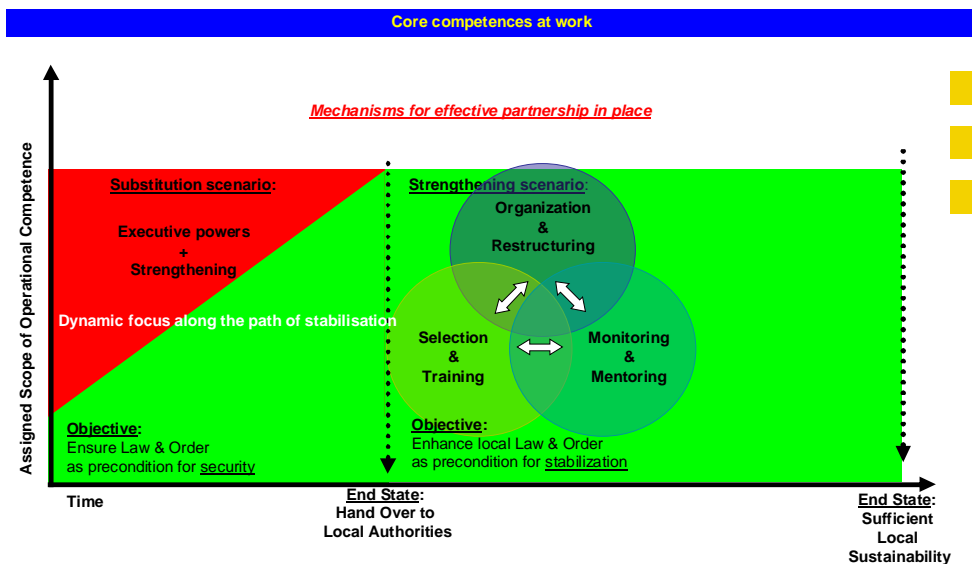 Core competences at work
Mechanisms for effective partnership in place
Assigned Scope of Operational Competence
Substitution scenario:
Executive powers
+
Strengthening
Dynamic focus along the path of stabilisation
Objective:
Ensure Law & Order
as precondition for security
Strengthening scenario:
Organization
&
Restructuring
Selection
&
Training
Monitoring
&
Mentoring
Objective:
Enhance local Law & Order
as precondition for stabilization
Time
End State:
Hand Over to
Local Authorities
End State:
Sufficient
Local
Sustainability